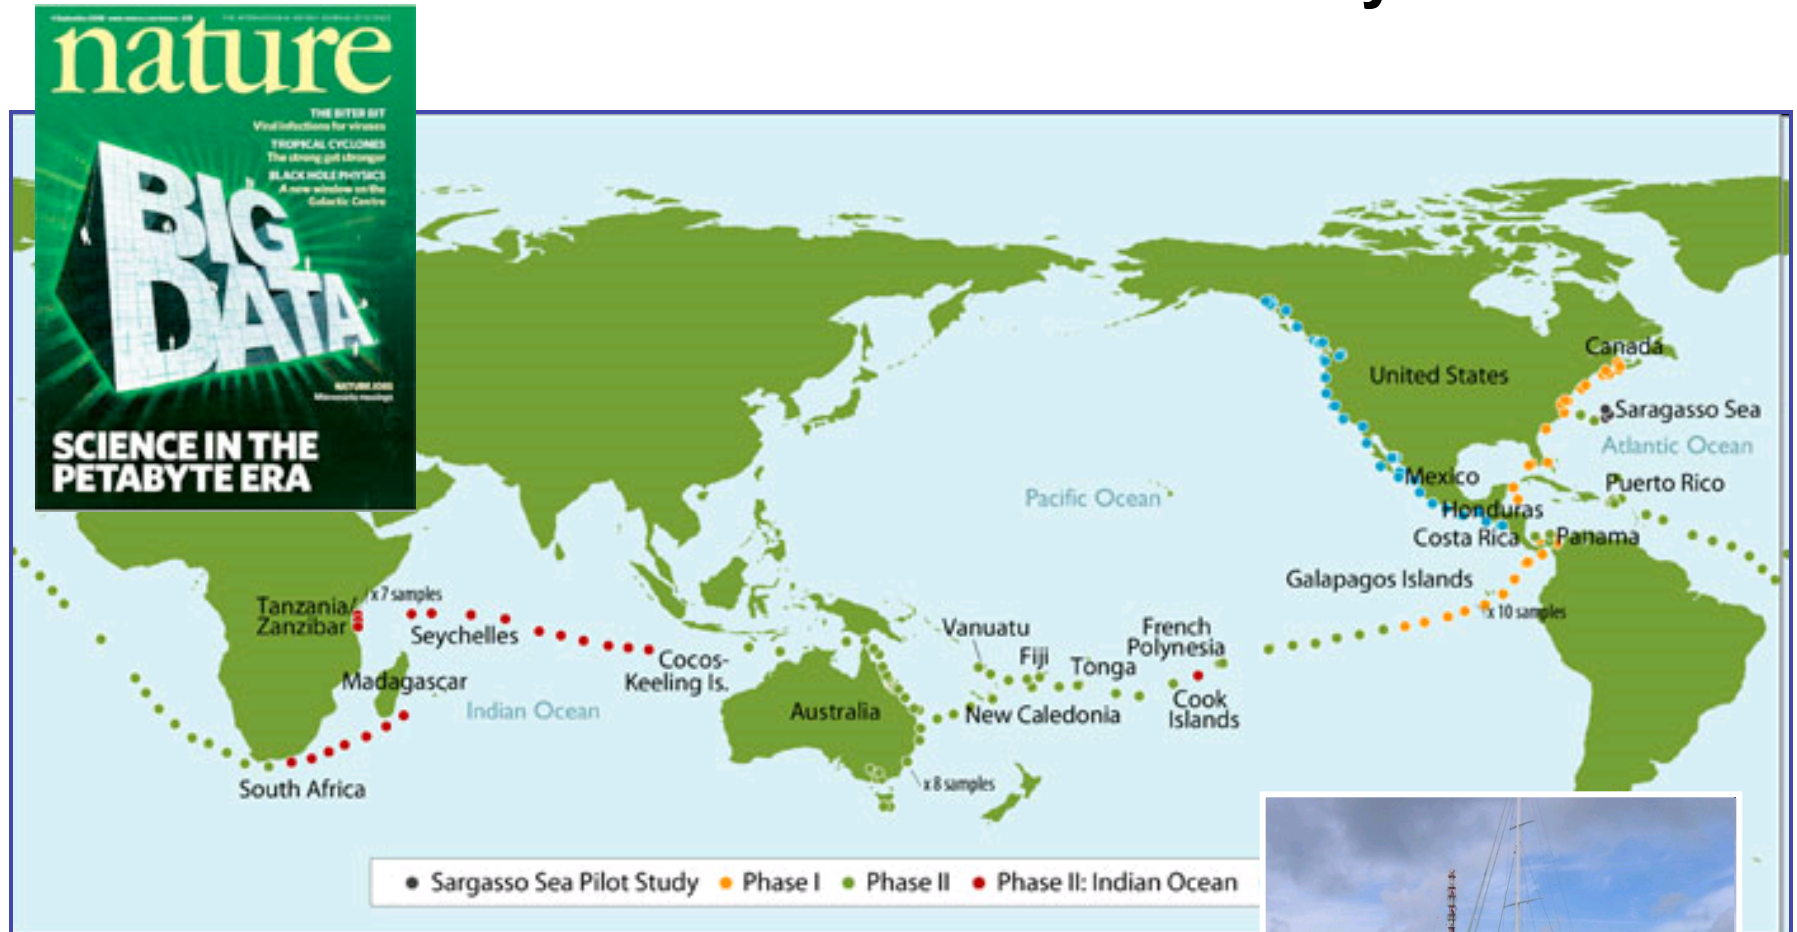 nature
THE BITER BIT
Viral infections for viruses
TROPICAL CYCLONES
The strong get stronger
BLACK HOLE PHYSICS
A new window on the
Galactic Centre
BIG
DATA
NATURE JOBS
SCIENCE IN THE
PETABYTE ERA
Canada
United States
Saragasso Sea
Atlantic Ocean
Mexico
Puerto Rico
Pacific Ocean
Honduras
Costa Rica
Panama
Galapagos Islands
x 10 samples
x 7 samples
Tanzania/
Zanzibar
Seychelles
Cocos-
Keeling Is.
Madagascar
Indian Ocean
South Africa
Australia
x 8 samples
Vanuatu
Fiji
Tonga
French
Polynesia
Cook
Islands
New Caledonia
Sargasso Sea Pilot Study
Phase I
Phase II
Phase II: Indian Ocean